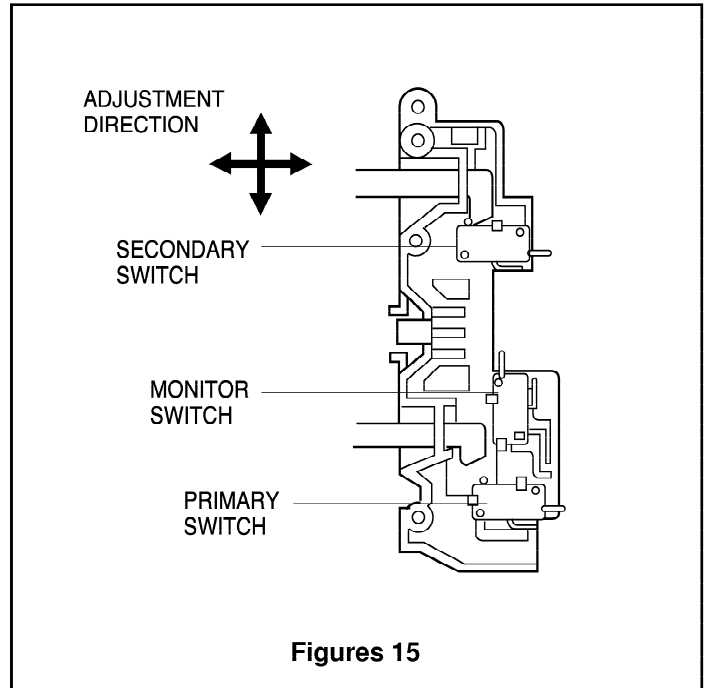 ADJUSTMENT
DIRECTION
SECONDARY
SWITCH
MONITOR
SWITCH
PRIMARY
SWITCH
Figures 15